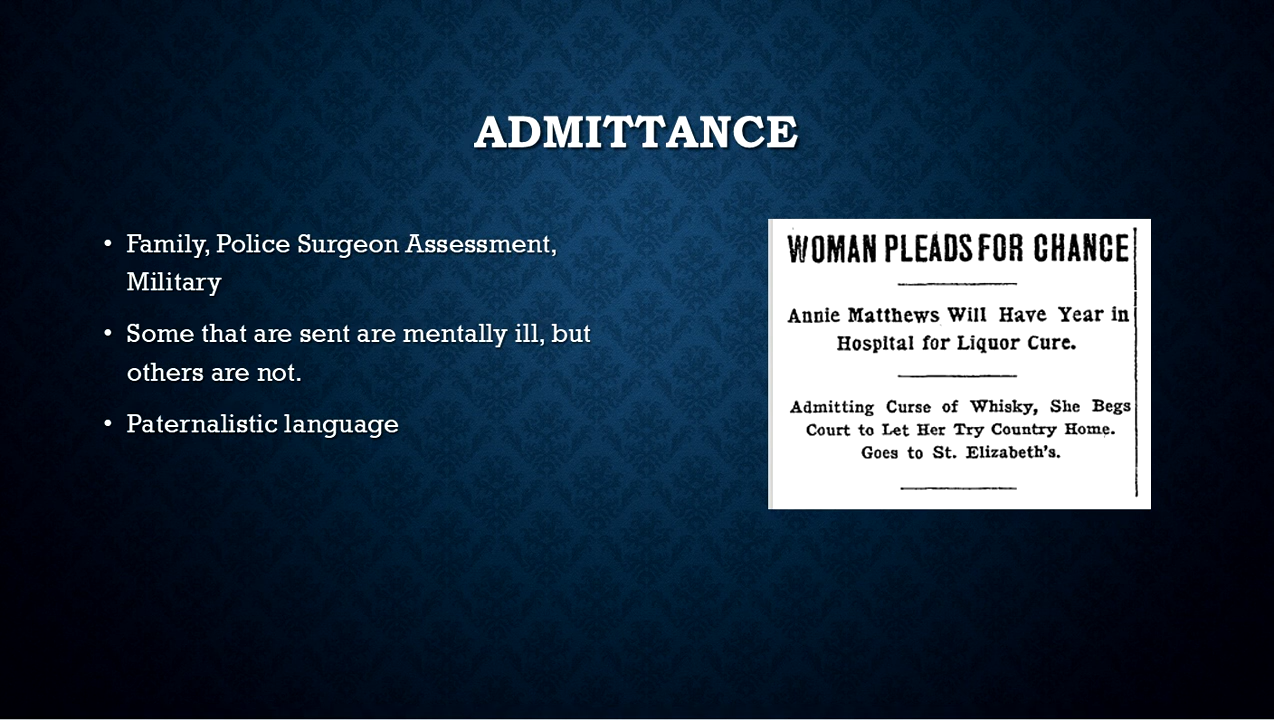 ADMITTANCE
• Family, Police Surgeon Assessment,
Military
• Some that are sent are mentally ill, but
others are not.
• Paternalistic language
WOMAN PLEADS FOR CHANCE
Annie Matthews Will Have Year in
Hospital for Liquor Cure.
Admitting Curse of Whisky, She Begs
Court to Let Her Try Country Home.
Goes to St. Elizabeth's.